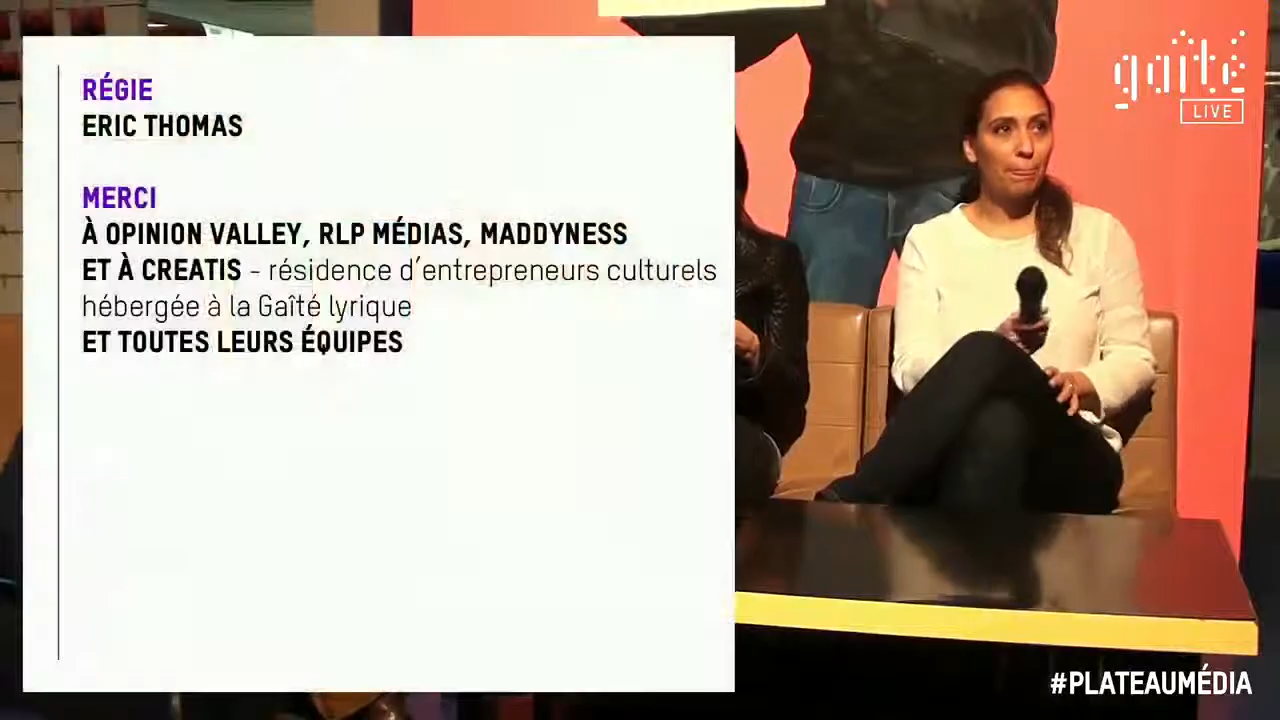 RÉGIE
ERIC THOMAS
MERCI
À OPINION VALLEY, RLP MÉDIAS, MADDYNESS
ET À CREATIS - résidence d'entrepreneurs culturels
hébergée à la Gaîté lyrique
ET TOUTES LEURS ÉQUIPES
gaîté
LIVE
#PLATEAUMÉDIA